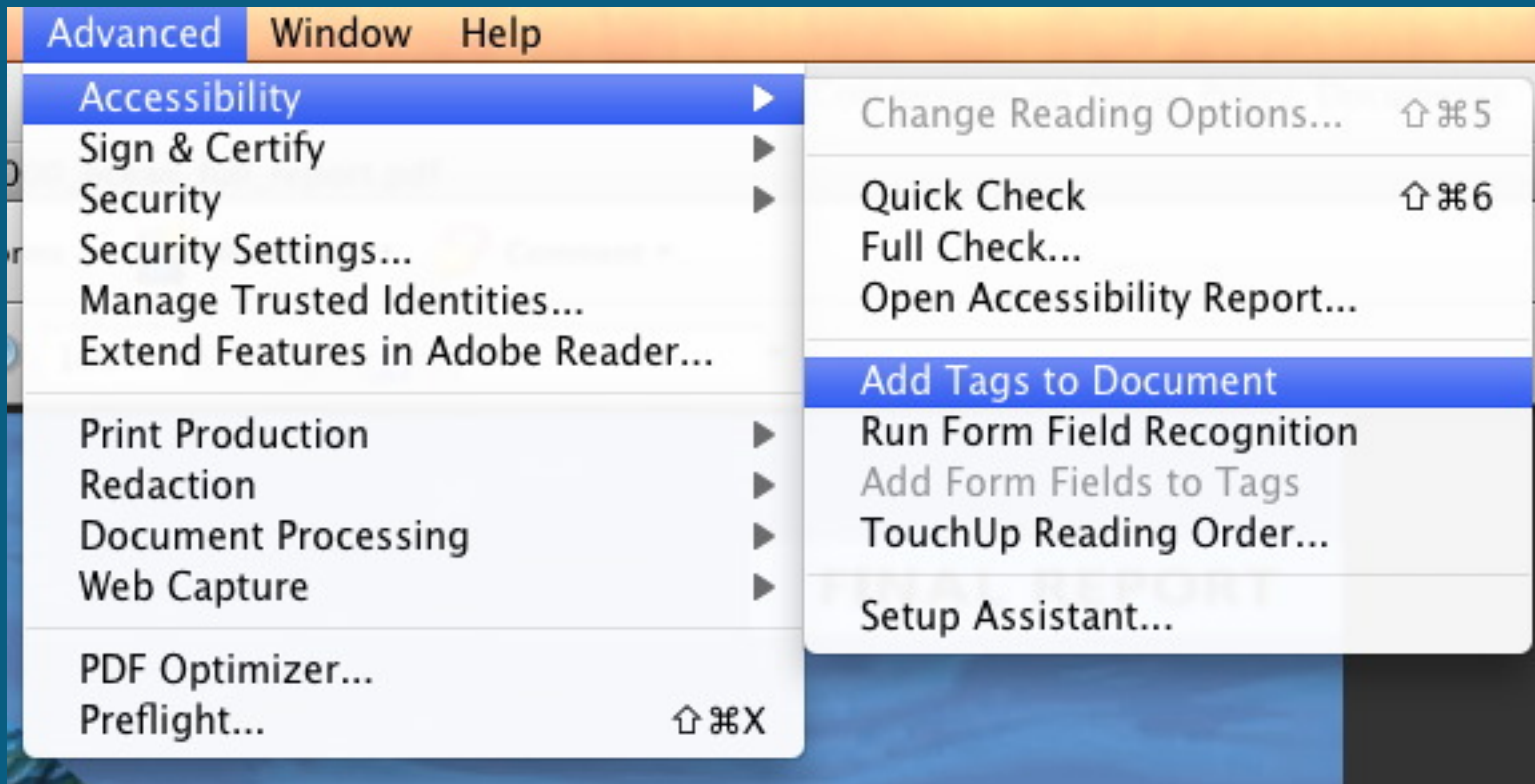 Advanced Window Help
Accessibility
Sign & Certify
Security
Security Settings...
Manage Trusted Identities...
Extend Features in Adobe Reader...
Print Production
Redaction
Document Processing
Web Capture
PDF Optimizer...
Preflight... ⇧⌘X
Change Reading Options... ⇧⌘5
Quick Check ⇧⌘6
Full Check...
Open Accessibility Report...
Add Tags to Document
Run Form Field Recognition
Add Form Fields to Tags
TouchUp Reading Order...
FINAL REPORT
Setup Assistant...